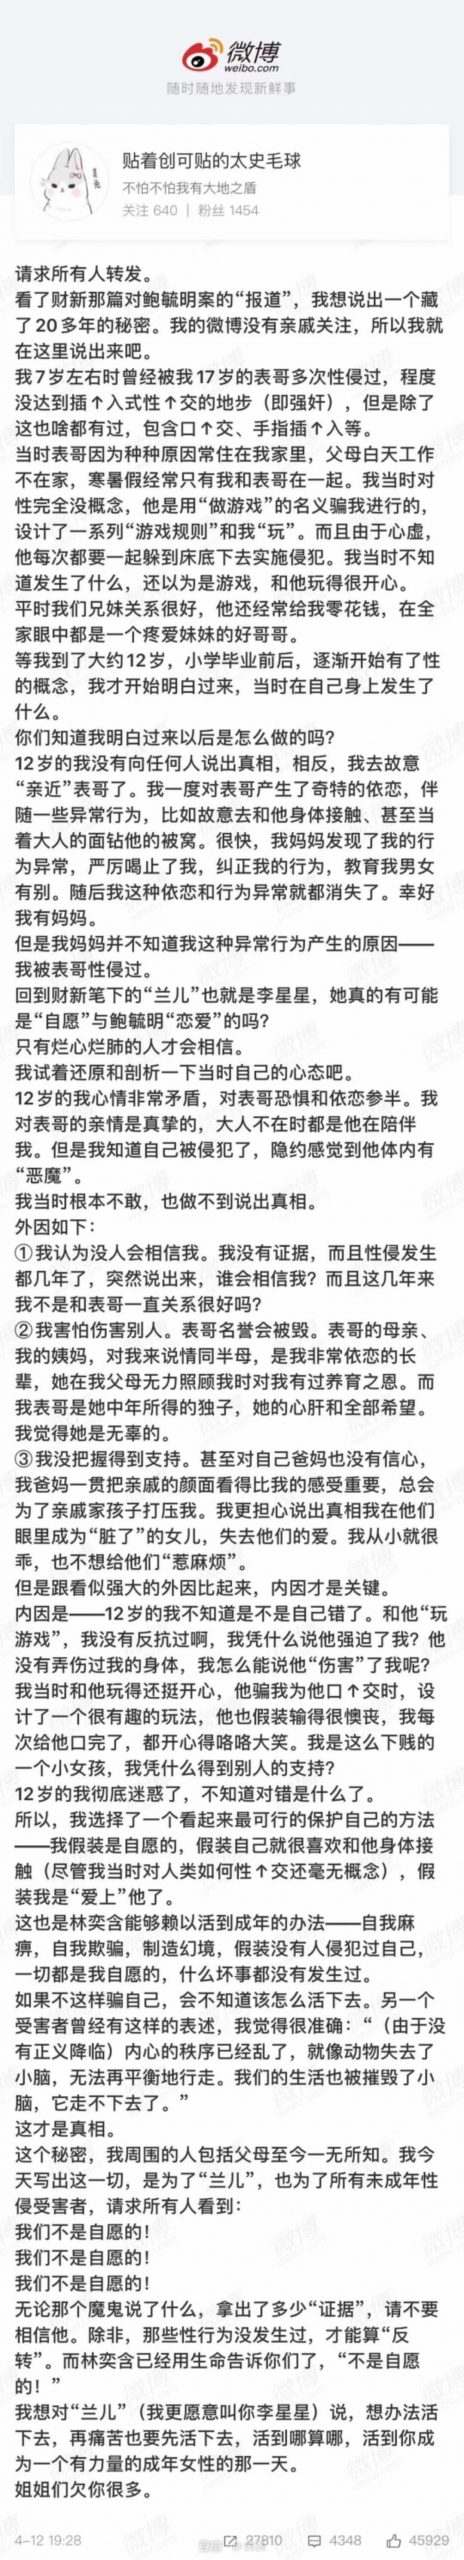 微博
weibo.com
随时随地发现新鲜事
贴着创可贴的太史毛球
不怕不怕我有大地之盾
关注 640 | 粉丝 1454
请求所有人转发。
看了财新那篇对鲍毓明案的“报道”，我想说出一个藏
了20多年的秘密。我的微博没有亲戚关注，所以我就
在这里说出来吧。
我7岁左右时曾经被我17岁的表哥多次性侵过，程度
没达到插↑入式性↑交的地步（即强奸），但是除了
这也啥都有过，包含口↑交、手指插↑入等。
当时表哥因为种种原因常住在我家里，父母白天工作
不在家，寒暑假经常只有我和表哥在一起。我当时对
性完全没概念，他是用“做游戏”的名义骗我进行的，
设计了一系列“游戏规则”和我“玩”。而且由于心虚，
他每次都要一起躲到床底下去实施侵犯。我当时不知
道发生了什么，还以为是游戏，和他玩得很开心。
平时我们兄妹关系很好，他还经常给我零花钱，在全
家眼中都是一个疼爱妹妹的好哥哥。
等我到了大约12岁，小学毕业前后，逐渐开始有了性
的概念，我才开始明白过来，当时在自己身上发生了
什么。
你们知道我明白过来以后是怎么做的吗？
12岁的我没有向任何人说出真相，相反，我去故意
“亲近”表哥了。我一度对表哥产生了奇特的依恋，伴
随一些异常行为，比如故意去和他身体接触、甚至当
着大人的面钻他的被窝。很快，我妈妈发现了我的行
为异常，严厉喝止了我，纠正我的行为，教育我男女
有别。随后我这种依恋和行为异常就都消失了。幸好
我有妈妈。
但是我妈妈并不知道我这种异常行为产生的原因——
我被表哥性侵过。
回到财新笔下的“兰儿”也就是李星星，她真的有可能
是“自愿”与鲍毓明“恋爱”的吗？
只有烂心烂肺的人才会相信。
我试着还原和剖析一下当时自己的心态吧。
12岁的我心情非常矛盾，对表哥恐惧和依恋参半。我
对表哥的亲情是真挚的，大人不在时都是他在陪伴
我。但是我知道自己被侵犯了，隐约感觉到他体内有
“恶魔”。
我当时根本不敢，也做不到说出真相。
外因如下：
①我认为没人会相信我。我没有证据，而且性侵发生
都几年了，突然说出来，谁会相信我？而且这几年来
我不是和表哥一直关系很好吗？
②我害怕伤害别人。表哥名誉会被毁。表哥的母亲、
我的姨妈，对我来说情同半母，是我非常依恋的长
辈，她在我父母无力照顾我时对我有过养育之恩。而
我表哥是她中年所得的独子，她的心肝和全部希望。
我觉得她是无辜的。
③我没把握得到支持。甚至对自己爸妈也没有信心，
我爸妈一贯把亲戚的颜面看得比我的感受重要，总会
为了亲戚家孩子打压我。我更担心说出真相我在他们
眼里成为“脏了”的女儿，失去他们的爱。我从小就很
乖，也不想给他们“惹麻烦”。
但是跟看似强大的外因比起来，内因才是关键。
内因是——12岁的我不知道是不是自己错了。和他“玩
游戏”，我没有反抗过啊，我凭什么说他强迫了我？他
没有弄伤过我的身体，我怎么能说他“伤害”了我呢？
我当时和他玩得还挺开心，他骗我为他口↑交时，设
计了一个很有趣的玩法，他也假装输得很懊丧，我每
次给他口完了，都开心得咯咯大笑。我是这么下贱的
一个小女孩，我凭什么得到别人的支持？
12岁的我彻底迷惑了，不知道对错是什么了。
所以，我选择了一个看起来最可行的保护自己的方法
——我假装是自愿的，假装自己就很喜欢和他身体接
触（尽管我当时对人类如何性↑交还毫无概念），假
装我是“爱上”他了。
这也是林奕含能够赖以活到成年的办法——自我麻
痹，自我欺骗，制造幻境，假装没有人侵犯过自己，
一切都是我自愿的，什么坏事都没有发生过。
如果不这样骗自己，会不知道该怎么活下去。另一个
受害者曾经有这样的表述，我觉得很准确：“（由于没
有正义降临）内心的秩序已经乱了，就像动物失去了
小脑，无法再平衡地行走。我们的生活也被摧毁了小
脑，它走不下去了。”
这才是真相。
这个秘密，我周围的人包括父母至今一无所知。我今
天写出这一切，是为了“兰儿”，也为了所有未成年性
侵受害者，请求所有人看到：
我们不是自愿的！
我们不是自愿的！
我们不是自愿的！
无论那个魔鬼说了什么，拿出了多少“证据”，请不要
相信他。除非，那些性行为没发生过，才能算“反
转”。而林奕含已经用生命告诉你们了，“不是自愿
的！”
我想对“兰儿”（我更愿意叫你李星星）说，想办法活
下去，再痛苦也要先活下去，活到哪算哪，活到你成
为一个有力量的成年女性的那一天。
姐姐们欠你很多。
4-12 19:28 27810 4348 45929